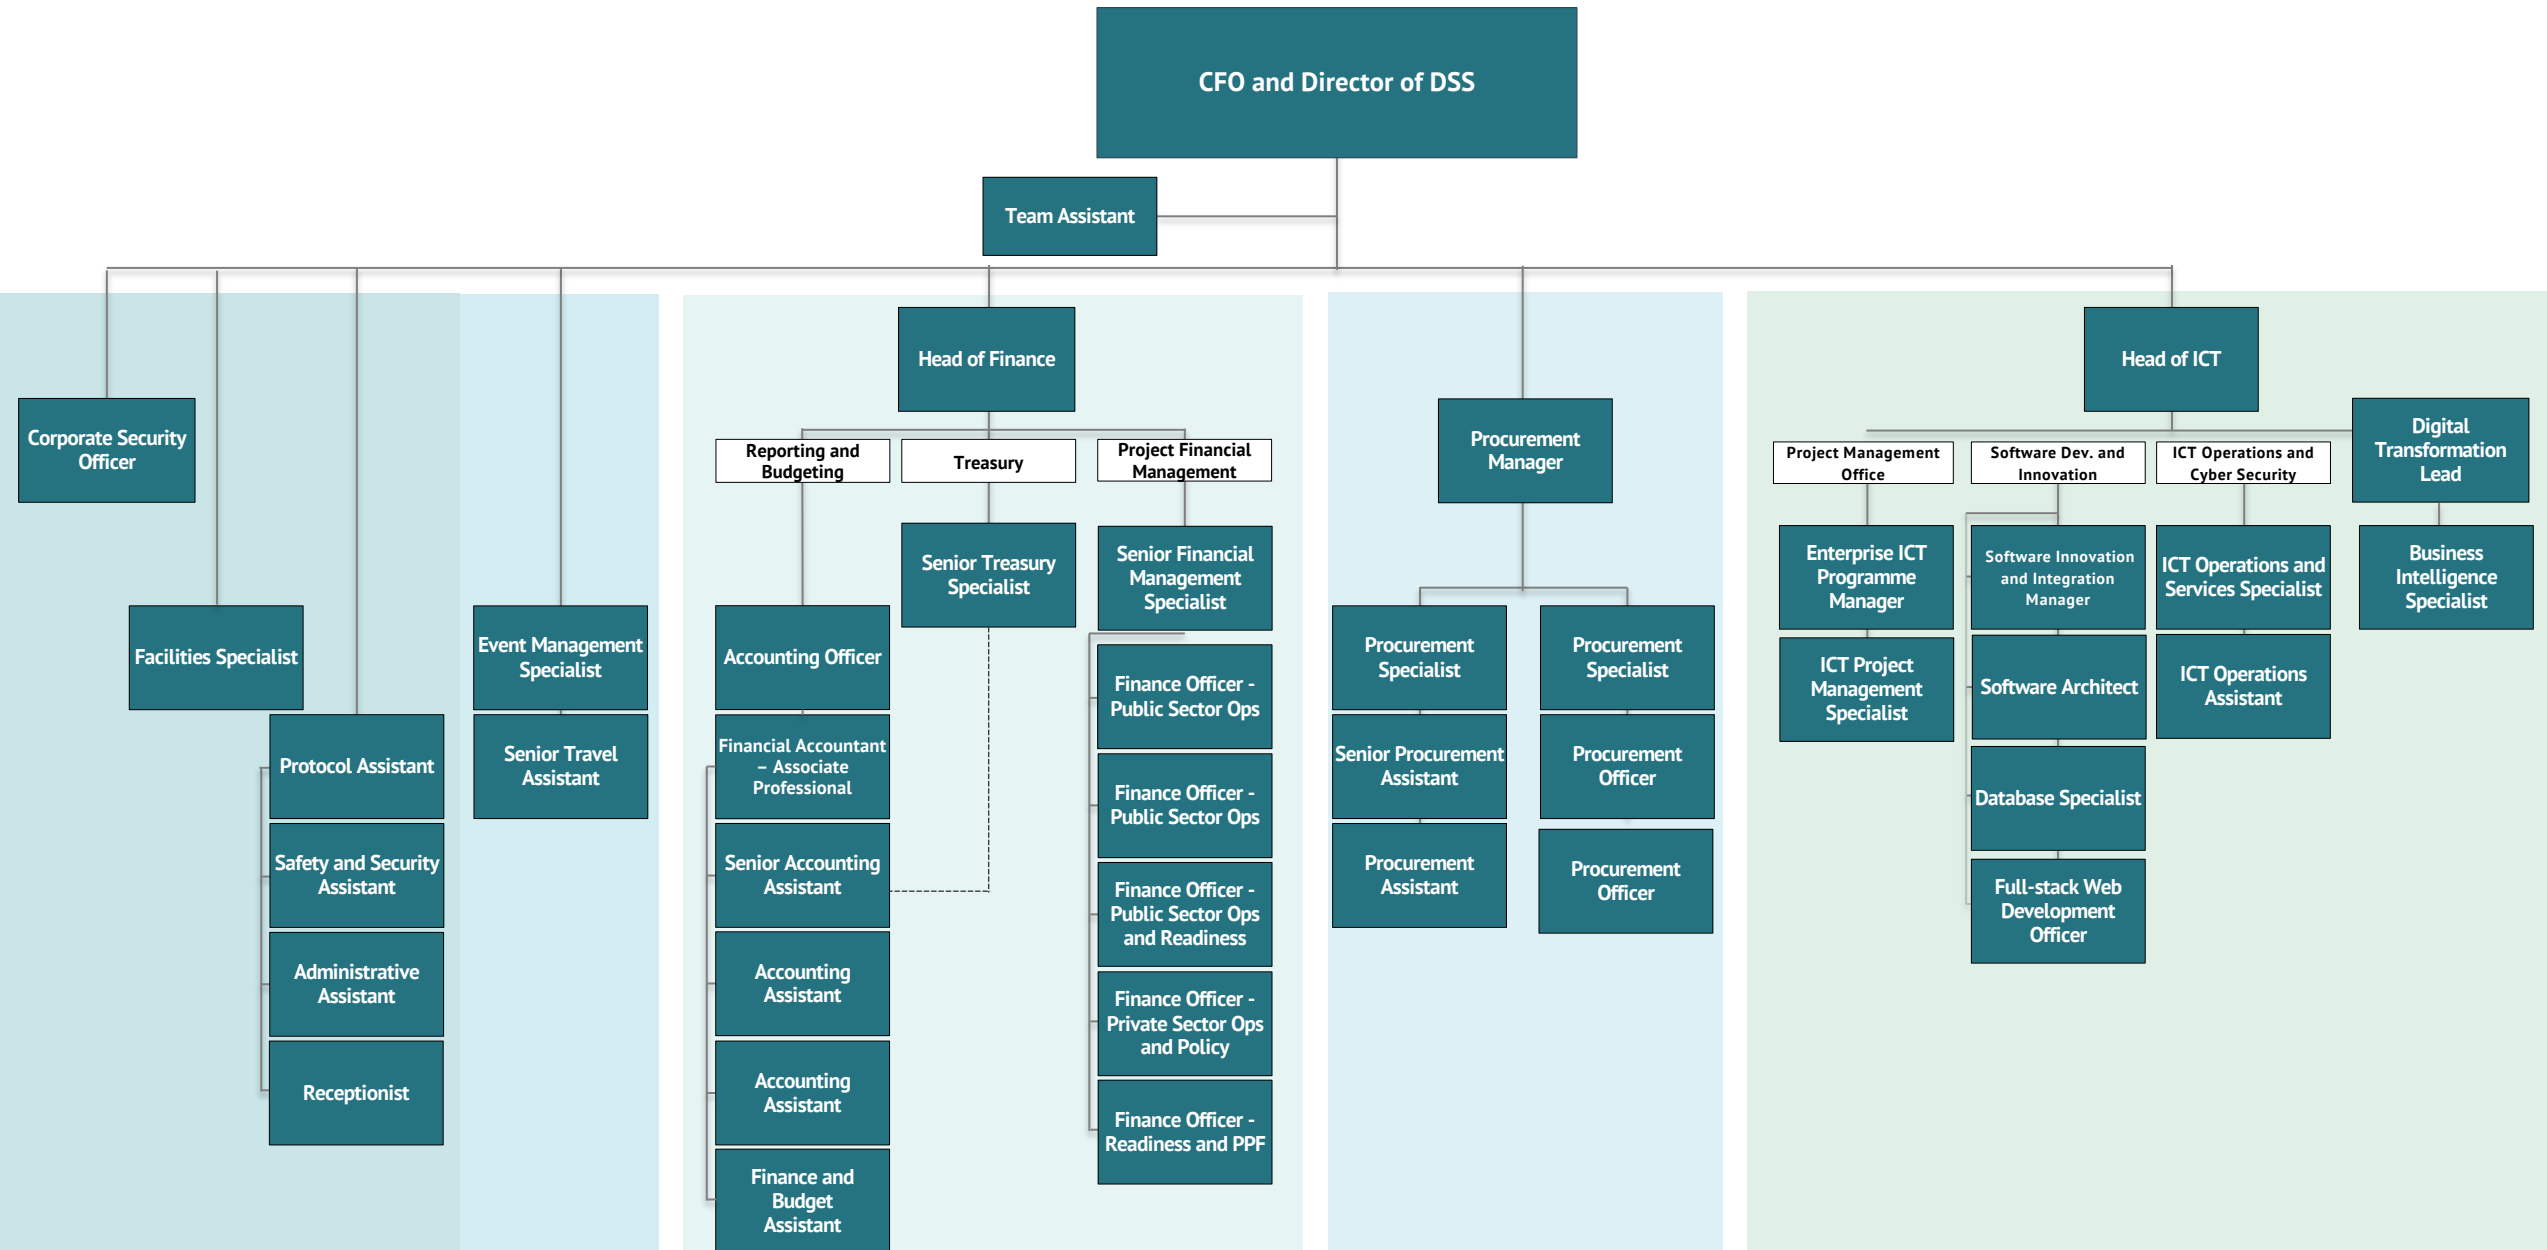 CFO and Director of DSS
Team Assistant
Corporate Security
Officer
Facilities Specialist
Protocol Assistant
Safety and Security
Assistant
Administrative
Assistant
Receptionist
Event Management
Specialist
Senior Travel
Assistant
Head of Finance
Reporting and
Budgeting
Treasury
Project Financial
Management
Accounting Officer
Financial Accountant
– Associate
Professional
Senior Accounting
Assistant
Accounting
Assistant
Accounting
Assistant
Finance and
Budget
Assistant
Senior Treasury
Specialist
Senior Financial
Management
Specialist
Finance Officer -
Public Sector Ops
Finance Officer -
Public Sector Ops
Finance Officer -
Public Sector Ops
and Readiness
Finance Officer -
Private Sector Ops
and Policy
Finance Officer -
Readiness and PPF
Procurement
Manager
Procurement
Specialist
Senior Procurement
Assistant
Procurement
Assistant
Procurement
Specialist
Procurement
Officer
Procurement
Officer
Head of ICT
Project Management
Office
Software Dev. and
Innovation
ICT Operations and
Cyber Security
Digital
Transformation
Lead
Enterprise ICT
Programme
Manager
ICT Project
Management
Specialist
Software Innovation
and Integration
Manager
Software Architect
Database Specialist
Full-stack Web
Development
Officer
ICT Operations and
Services Specialist
ICT Operations
Assistant
Business
Intelligence
Specialist